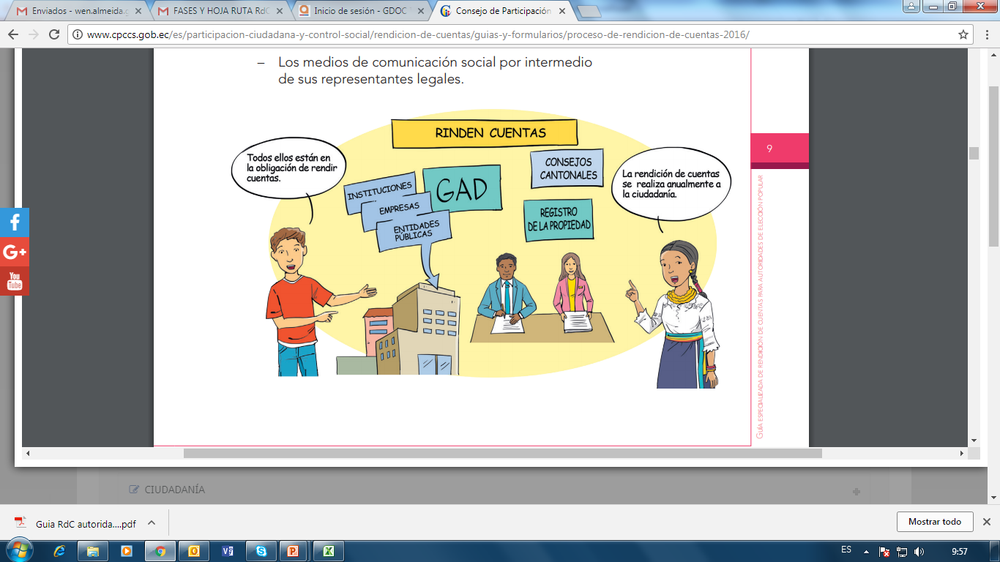 Enviados - wen.almeida.g
FASES Y HOJA RUTA RdC
Inicio de sesión - GDOC
Consejo de Participación
www.cpccs.gob.ec/es/participacion-ciudadana-y-control-social/rendicion-de-cuentas/guias-y-formularios/proceso-de-rendicion-de-cuentas-2016/
– Los medios de comunicación social por intermedio
de sus representantes legales.
RINDEN CUENTAS
Todos ellos están en
la obligación de rendir
cuentas.
INSTITUCIONES
EMPRESAS
ENTIDADES
PÚBLICAS
GAD
CONSEJOS
CANTONALES
REGISTRO
DE LA PROPIEDAD
La rendición de cuentas
se realiza anualmente a
la ciudadanía.
9
GUÍA ESPECIALIZADA DE RENDICIÓN DE CUENTAS PARA AUTORIDADES DE ELECCIÓN POPULAR
f
G+
You
Tube
CIUDADANÍA
Guia RdC autorida....pdf
Mostrar todo
ES
9:57